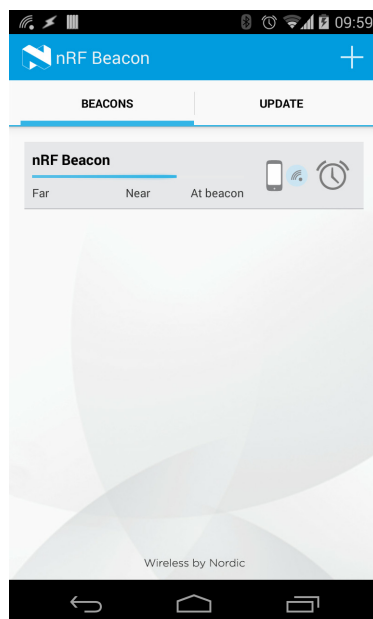 09:59
nRF Beacon
BEACONS UPDATE
nRF Beacon
Far Near At beacon
Wireless by Nordic